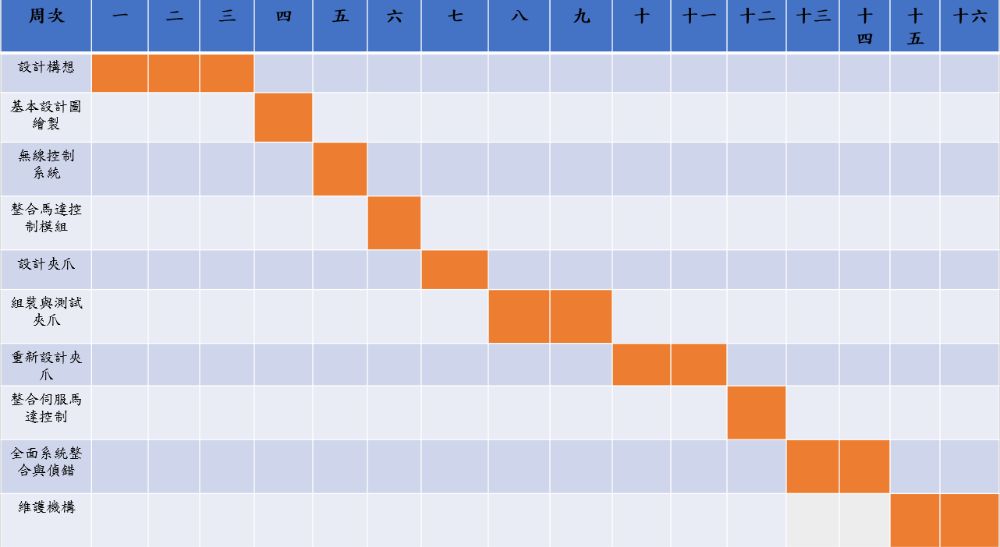 周次 一 二 三 四 五 六 七 八 九 十 十一 十二 十三 十
四 十
五 十六
設計構想
基本設計圖
繪製
無線控制
系統
整合馬達控
制模組
設計夾爪
組裝與測試
夾爪
重新設計夾
爪
整合伺服馬
達控制
全面系統整
合與偵錯
維護機構